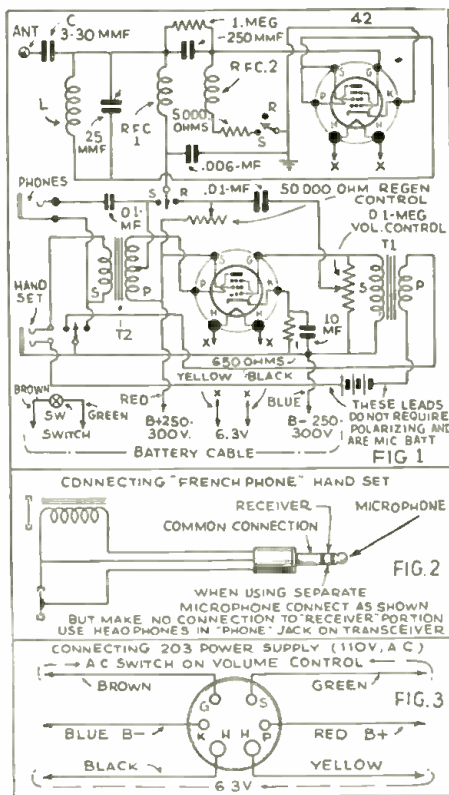 ANT.
C
3-30 MMF
1. MEG
-250-MMF
42
L
25 MMF
RFC 1
RFC.2
5000 OHMS
R
S
.006-MF
S
G
P
K
H
H
X
X
PHONES
.01-MF
S
R
.01-MF
50 000 OHM REGEN CONTROL
0 1-MEG VOL. CONTROL
T1
HAND SET
S
P
T2
S
G
P
K
H
H
X
X
10 MF
S
P
650 OHMS
BROWN
GREEN
SW
SWITCH
RED
YELLOW
BLACK
BLUE
X
X
B+250-300V.
6.3V
B-250-300V
THESE LEADS DO NOT REQUIRE POLARIZING AND ARE MIC BATT
BATTERY CABLE
FIG 1
CONNECTING "FRENCH PHONE" HAND SET
RECEIVER
MICROPHONE
COMMON CONNECTION
FIG.2
WHEN USING SEPARATE
MICROPHONE CONNECT AS SHOWN
BUT MAKE NO CONNECTION TO "RECEIVER" PORTION
USE HEADPHONES IN "PHONE" JACK ON TRANSCEIVER
CONNECTING 203 POWER SUPPLY (110V, A C)
A C SWITCH ON VOLUME CONTROL
BROWN
GREEN
FIG.3
G
S
BLUE B-
K
H
H
P
RED B+
BLACK
YELLOW
6.3V